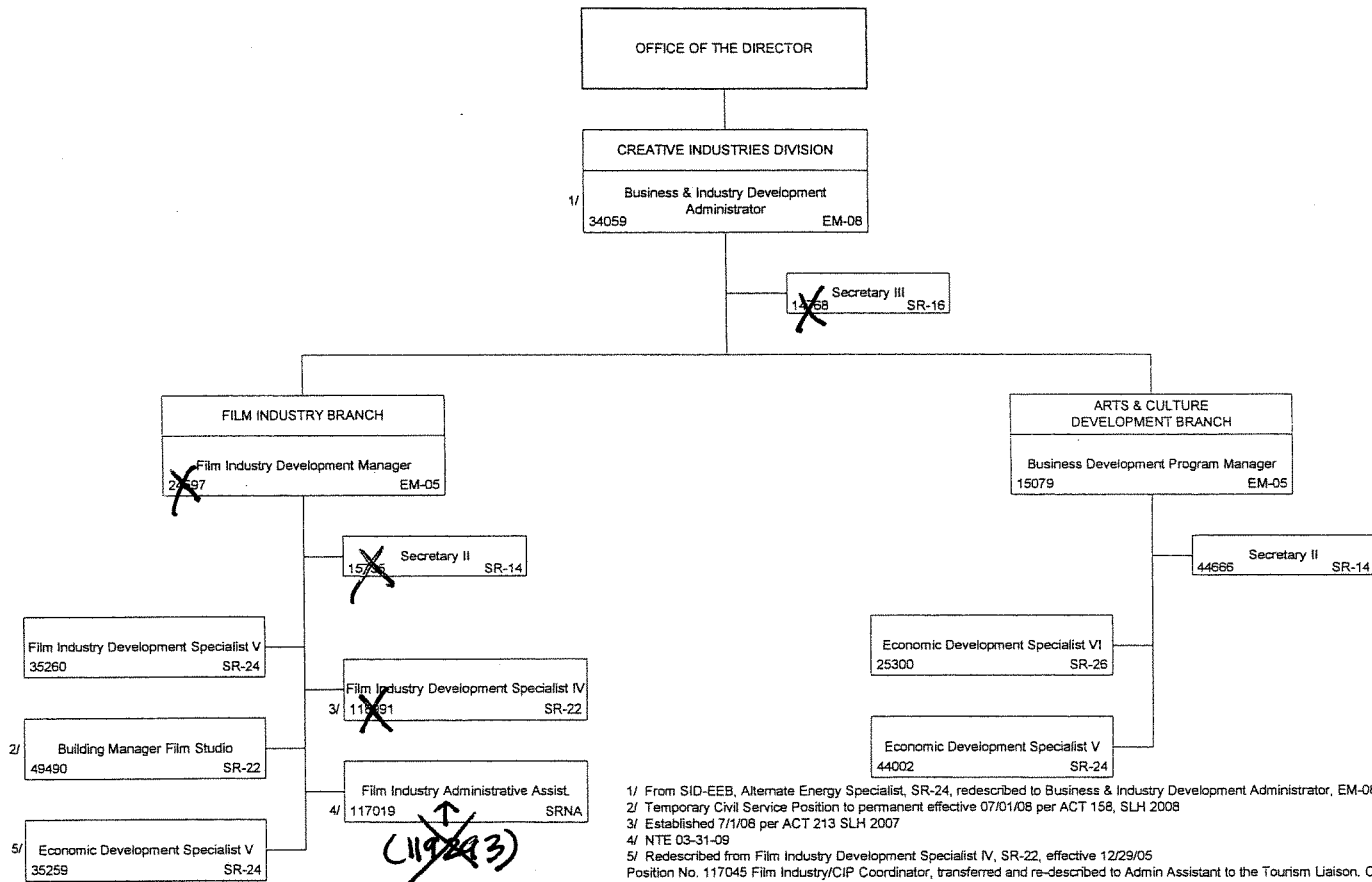 OFFICE OF THE DIRECTOR
CREATIVE INDUSTRIES DIVISION
1/
Business & Industry Development
Administrator
34059 EM-08
Secretary III
SR-16
FILM INDUSTRY BRANCH
Film Industry Development Manager
EM-05
Secretary II
SR-14
Film Industry Development Specialist V
35260 SR-24
Film Industry Development Specialist IV
3/ SR-22
2/ Building Manager Film Studio
49490 SR-22
Film Industry Administrative Assist.
4/ 117019 SRNA
5/ Economic Development Specialist V
35259 SR-24
ARTS & CULTURE
DEVELOPMENT BRANCH
Business Development Program Manager
15079 EM-05
Secretary II
44666 SR-14
Economic Development Specialist VI
25300 SR-26
Economic Development Specialist V
44002 SR-24
1/ From SID-EEB, Alternate Energy Specialist, SR-24, redescribed to Business & Industry Development Administrator, EM-08
2/ Temporary Civil Service Position to permanent effective 07/01/08 per ACT 158, SLH 2008
3/ Established 7/1/08 per ACT 213 SLH 2007
4/ NTE 03-31-09
5/ Redescribed from Film Industry Development Specialist IV, SR-22, effective 12/29/05
Position No. 117045 Film Industry/CIP Coordinator, transferred and re-described to Admin Assistant to the Tourism Liaison.